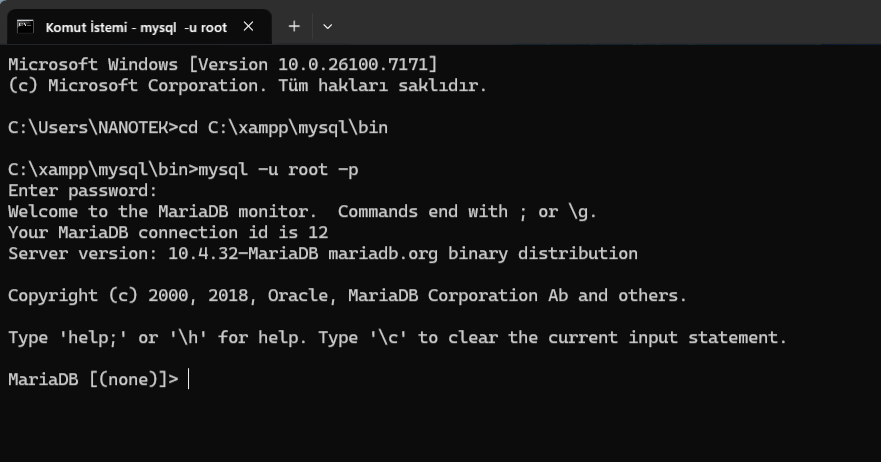 Komut İstemi - mysql -u root
Microsoft Windows [Version 10.0.26100.7171]
(c) Microsoft Corporation. Tüm hakları saklıdır.
C:\Users\NANOTEK>cd C:\xampp\mysql\bin
C:\xampp\mysql\bin>mysql -u root -p
Enter password:
Welcome to the MariaDB monitor.  Commands end with ; or \g.
Your MariaDB connection id is 12
Server version: 10.4.32-MariaDB mariadb.org binary distribution
Copyright (c) 2000, 2018, Oracle, MariaDB Corporation Ab and others.
Type 'help;' or '\h' for help. Type '\c' to clear the current input statement.
MariaDB [(none)]>